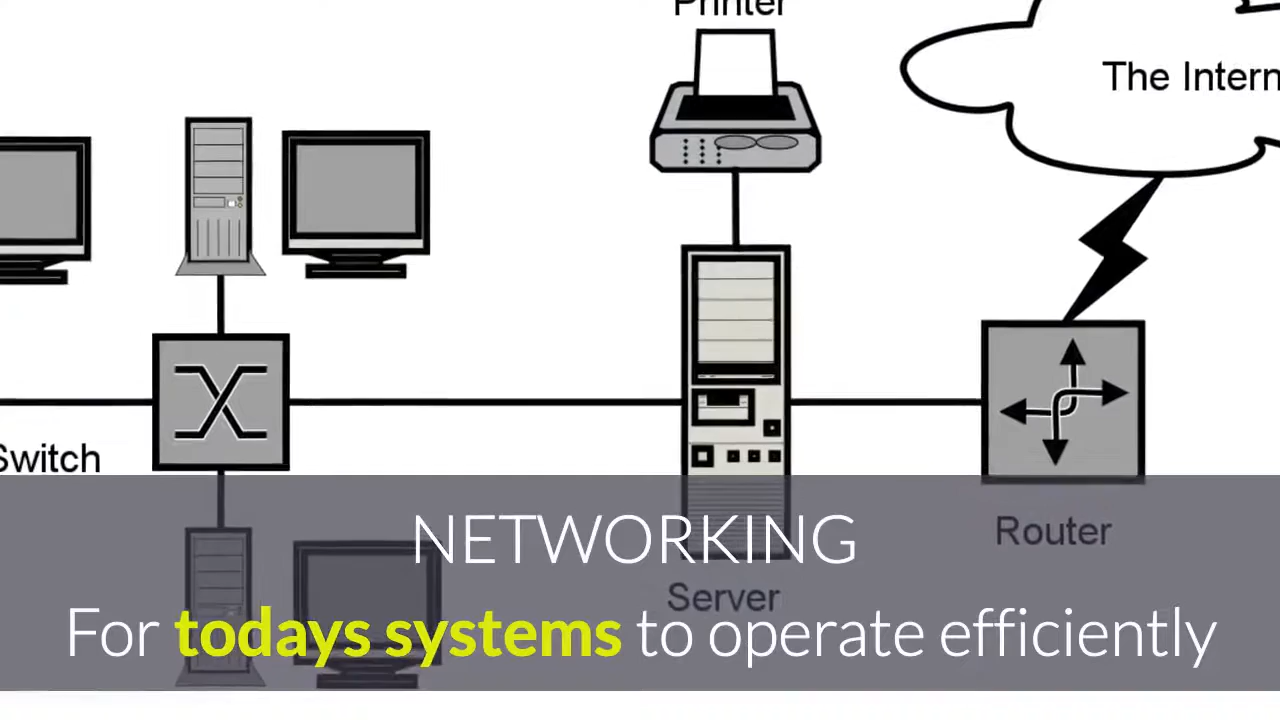 Printer
The Intern
Switch
Router
NETWORKING
Server
For todays systems to operate efficiently